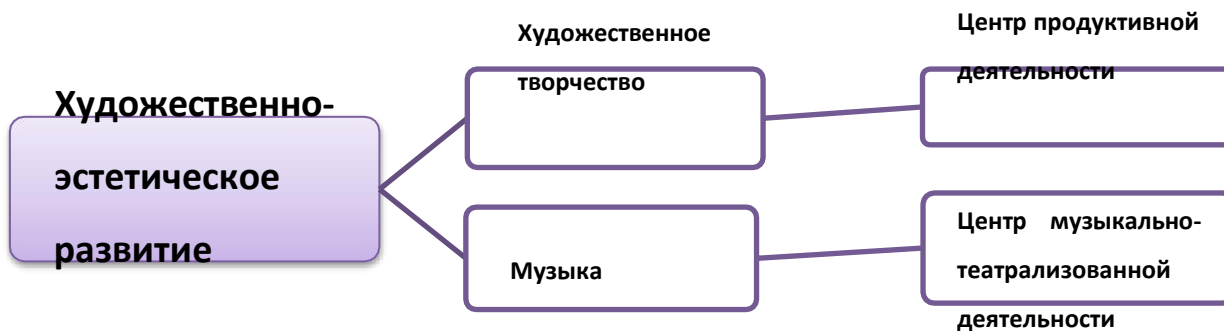 Художественно-
эстетическое
развитие
Художественное
творчество
Музыка
Центр продуктивной
деятельности
Центр музыкально-
театрализованной
деятельности